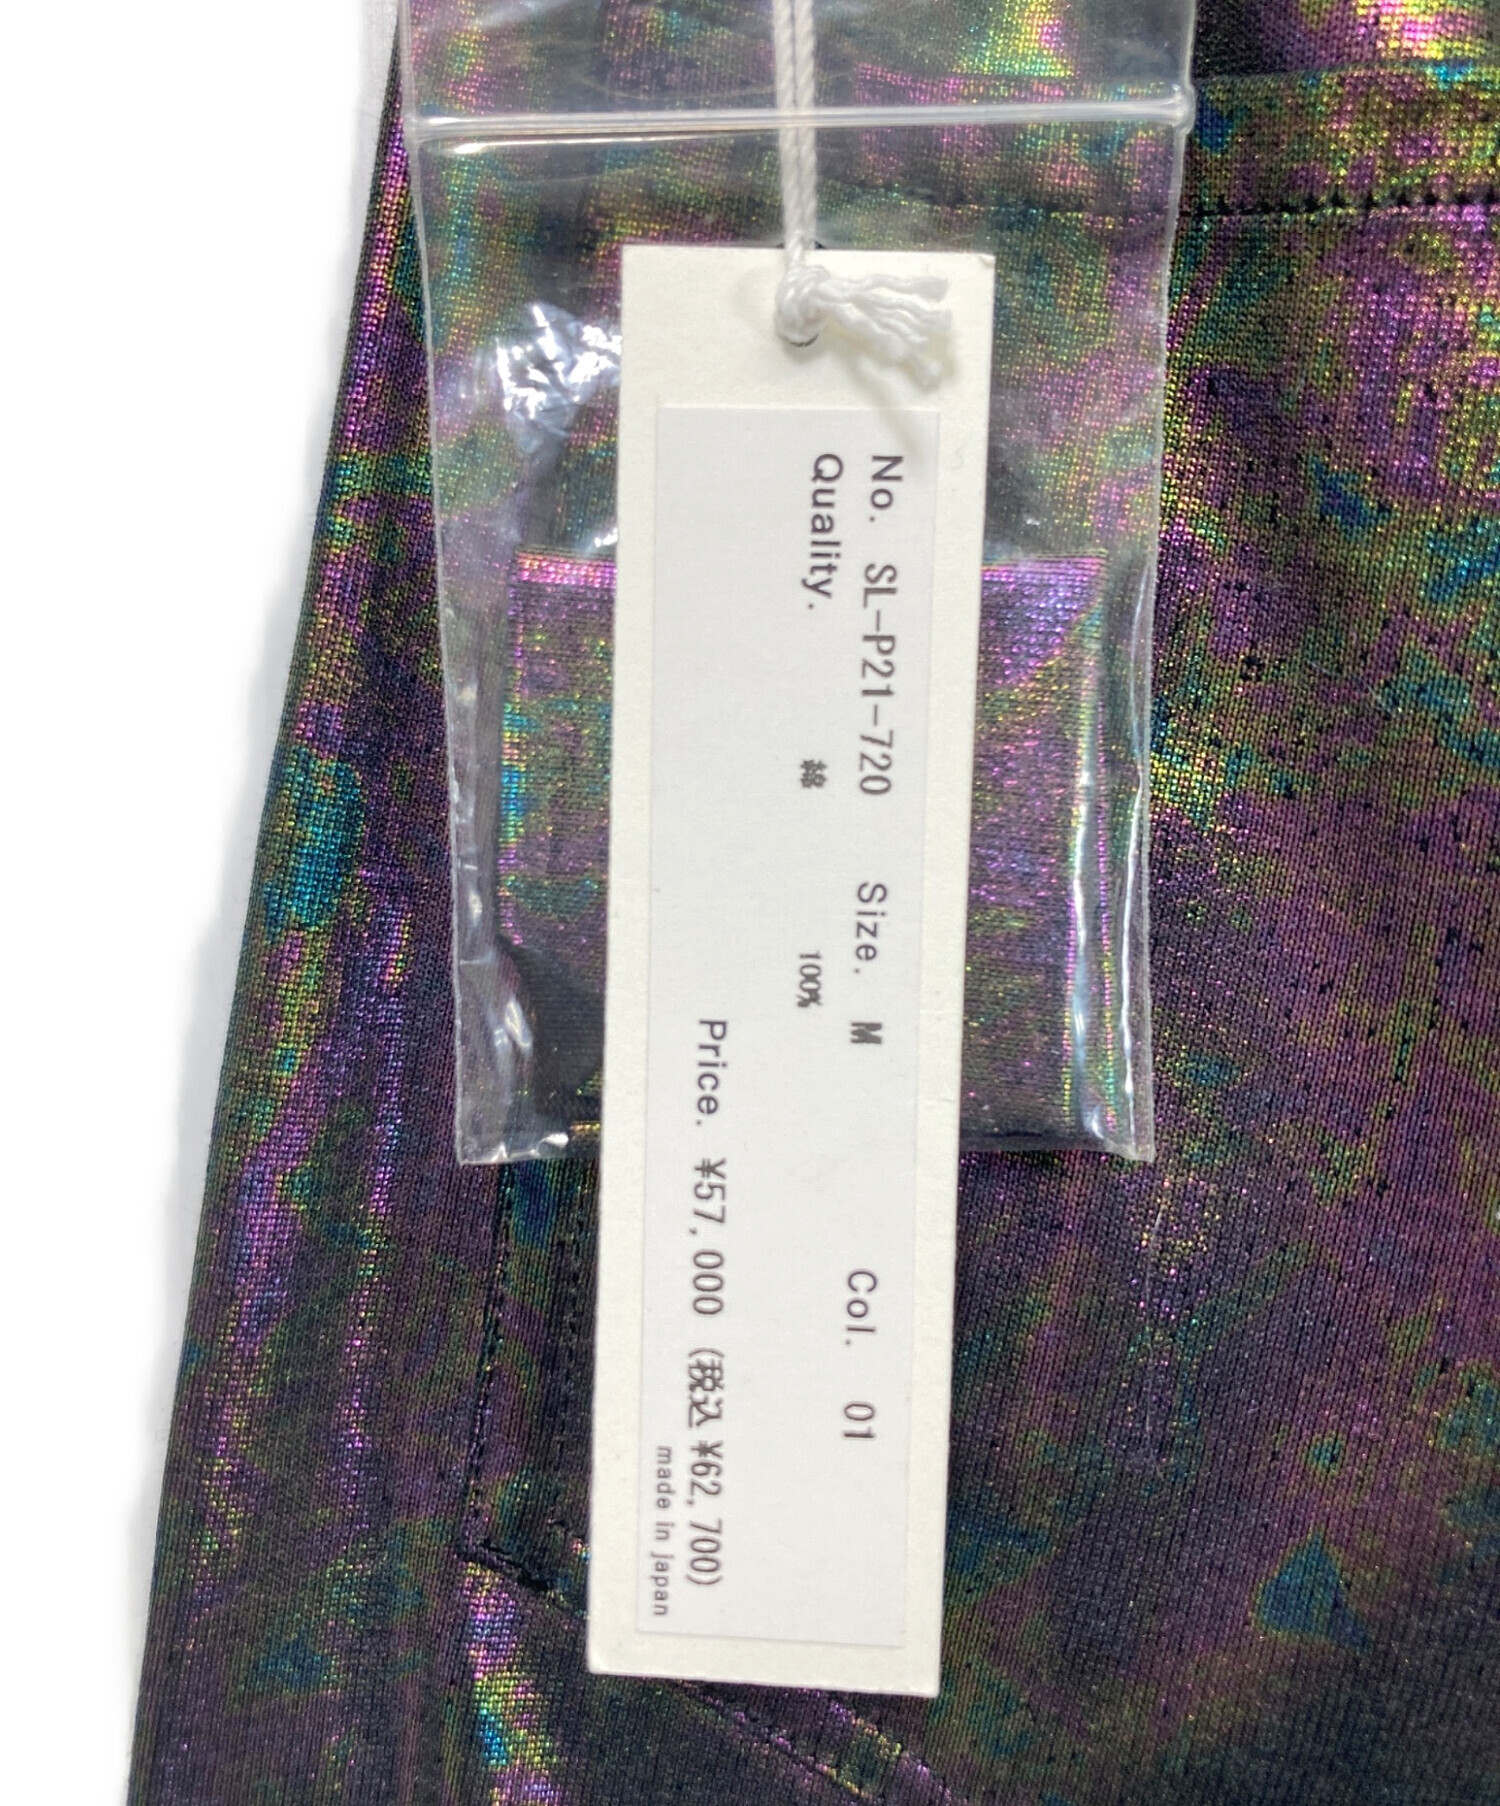 No. SL-P21-720 Size. M Col. 01
Quality. 綿 100%
Price. ¥57,000 (税込 ¥62,700)
made in japan